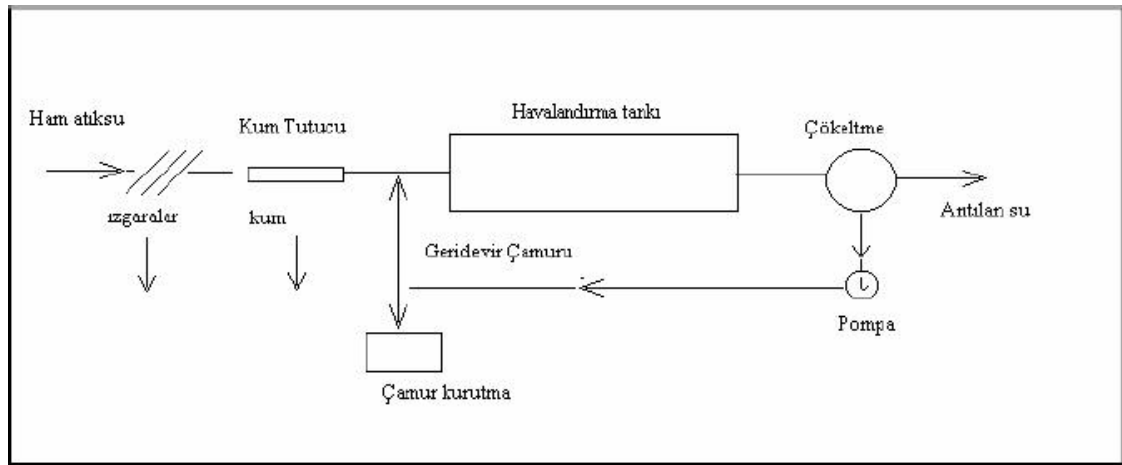 Ham atıksu
Kum Tutucu
Havalandırma tankı
Çökeltme
ızgaralar
kum
Arıtılan su
Geridevir Çamuru
Pompa
Çamur kurutma